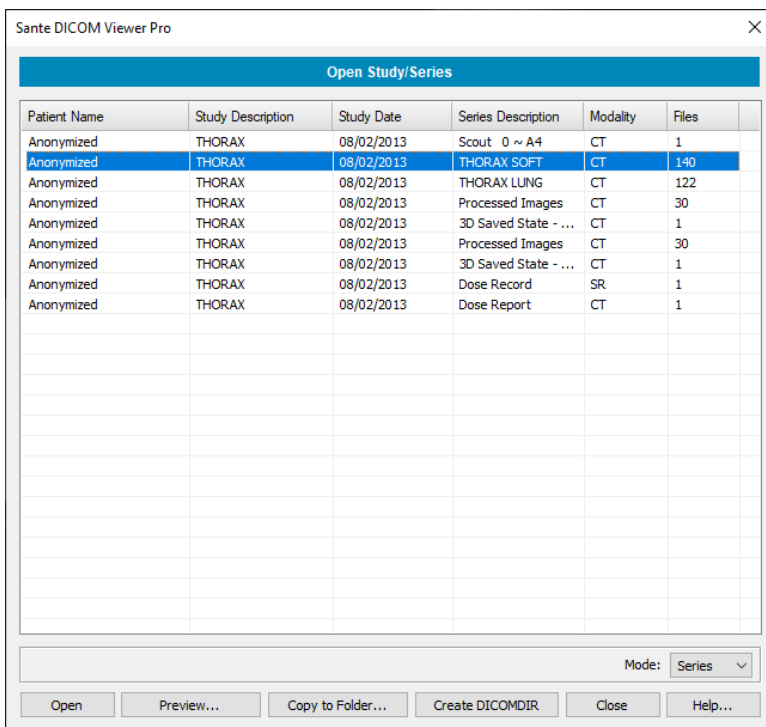 Sante DICOM Viewer Pro
Open Study/Series
Patient Name Study Description Study Date Series Description Modality Files
Anonymized THORAX 08/02/2013 Scout 0 ~ A4 CT 1
Anonymized THORAX 08/02/2013 THORAX SOFT CT 140
Anonymized THORAX 08/02/2013 THORAX LUNG CT 122
Anonymized THORAX 08/02/2013 Processed Images CT 30
Anonymized THORAX 08/02/2013 3D Saved State - ... CT 1
Anonymized THORAX 08/02/2013 Processed Images CT 30
Anonymized THORAX 08/02/2013 3D Saved State - ... CT 1
Anonymized THORAX 08/02/2013 Dose Record SR 1
Anonymized THORAX 08/02/2013 Dose Report CT 1
Mode: Series
Open Preview... Copy to Folder... Create DICOMDIR Close Help...